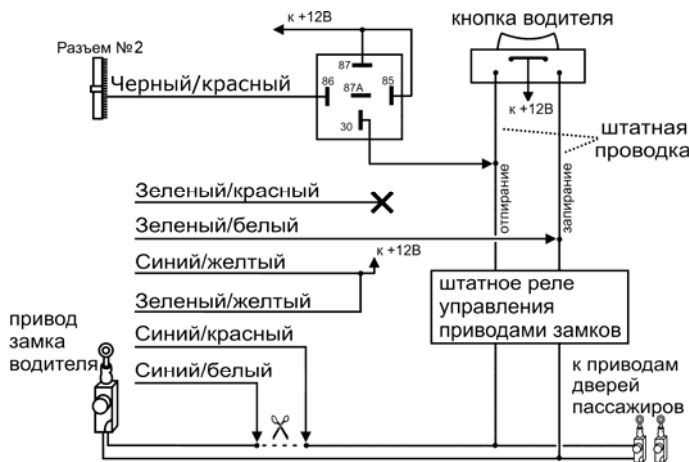 к +12В
кнопка водителя
Разъем №2
Черный/красный
87
86
87А
85
30
к +12В
штатная
проводка
Зеленый/красный
Зеленый/белый
отпирание
запирание
к +12В
Синий/желтый
Зеленый/желтый
штатное реле
управления
приводами замков
привод
замка
водителя
Синий/красный
Синий/белый
к приводам
дверей
пассажиров